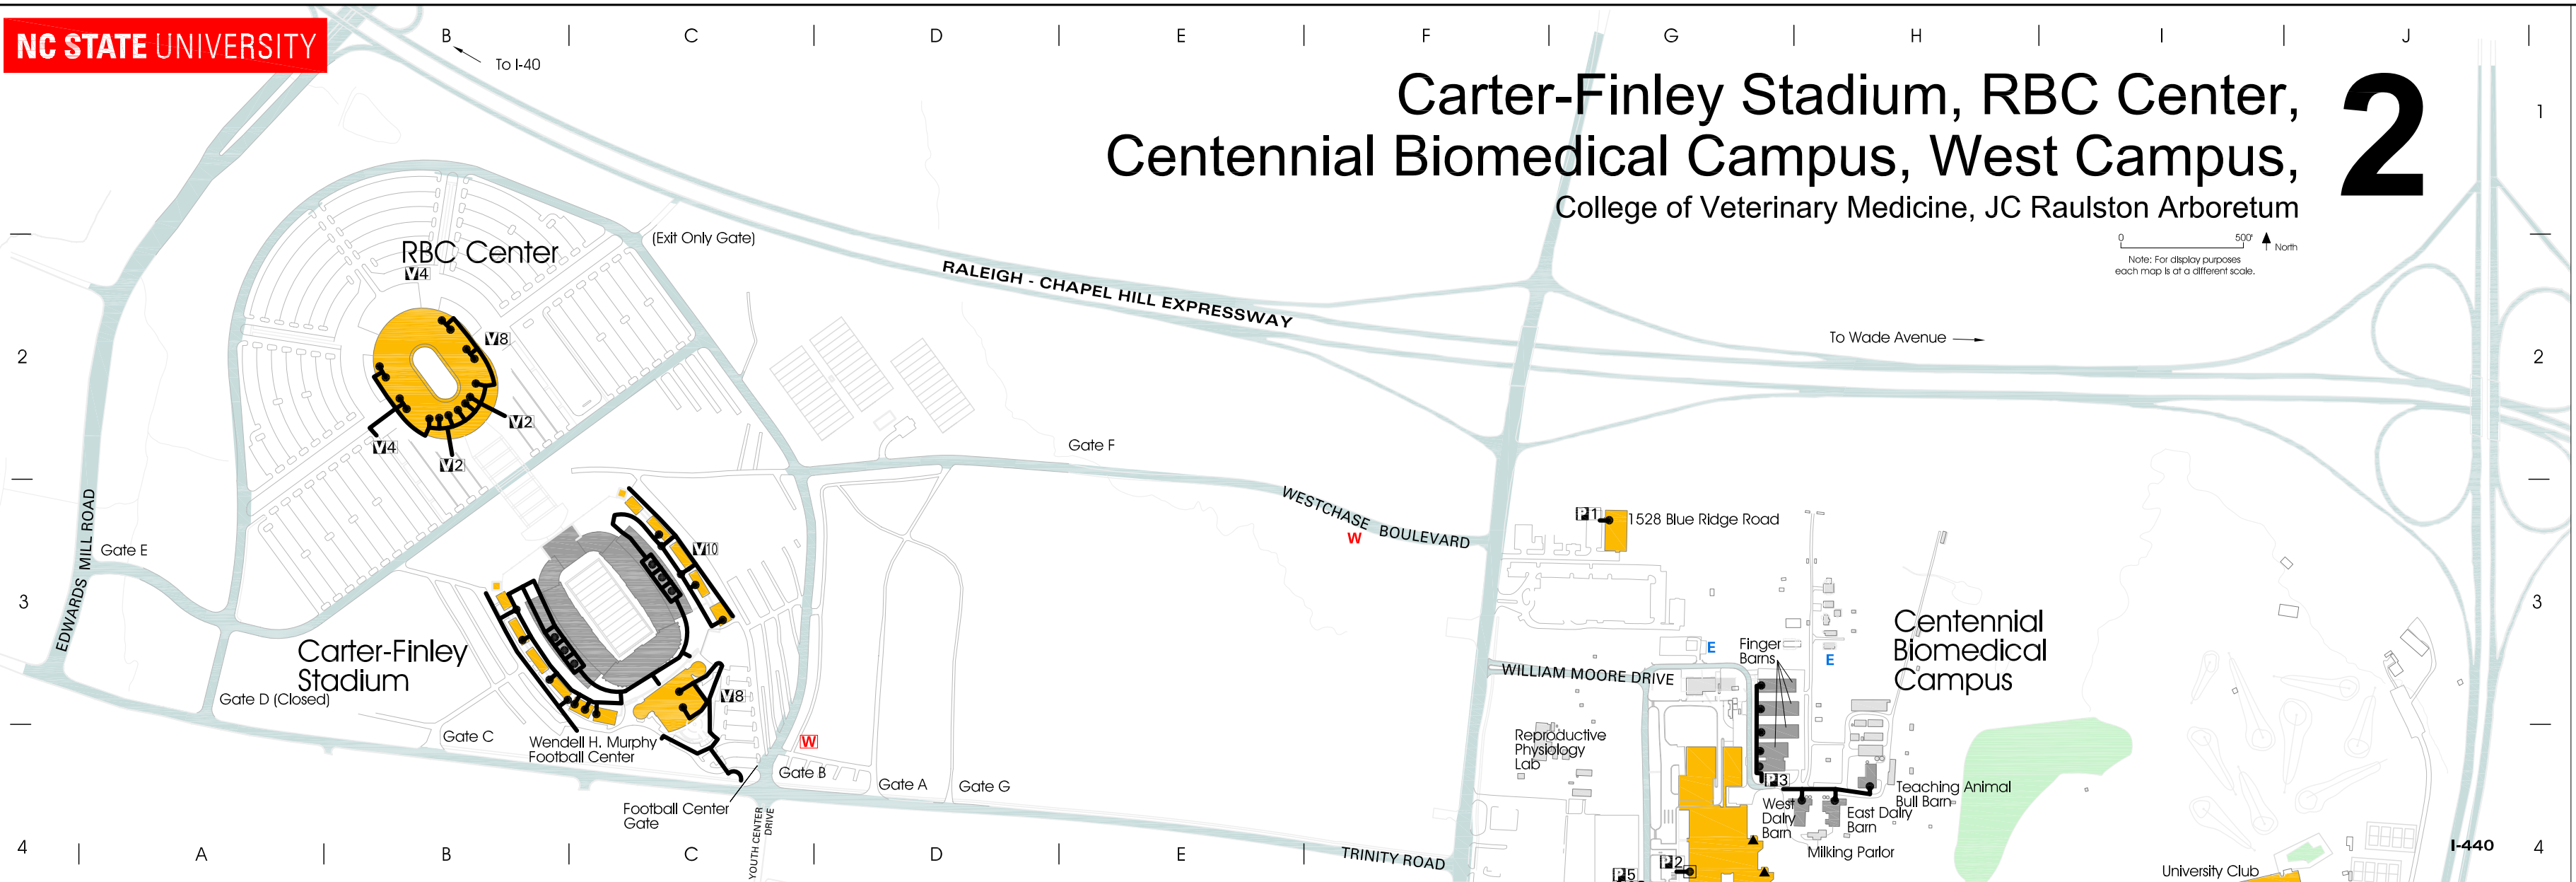 NC STATE UNIVERSITY
B
C
D
E
F
G
H
I
J
To I-40
Carter-Finley Stadium, RBC Center,
Centennial Biomedical Campus, West Campus,
College of Veterinary Medicine, JC Raulston Arboretum
2
1
0 500' North
Note: For display purposes
each map is at a different scale.
(Exit Only Gate)
RBC Center
V4
RALEIGH - CHAPEL HILL EXPRESSWAY
To Wade Avenue
2
2
V8
V2
V4
V2
Gate F
WESTCHASE BOULEVARD
W
P1
1528 Blue Ridge Road
EDWARDS MILL ROAD
Gate E
V10
3
3
Carter-Finley
Stadium
Gate D (Closed)
V8
WILLIAM MOORE DRIVE
E
Finger
Barns
E
Centennial
Biomedical
Campus
Gate C
Wendell H. Murphy
Football Center
W
Gate B
Gate A
Gate G
Football Center
Gate
YOUTH CENTER
DRIVE
Reproductive
Physiology
Lab
P3
West
Dairy
Barn
East Dairy
Barn
Teaching Animal
Bull Barn
Milking Parlor
4
A
B
C
D
E
TRINITY ROAD
P5
P2
University Club
I-440
4